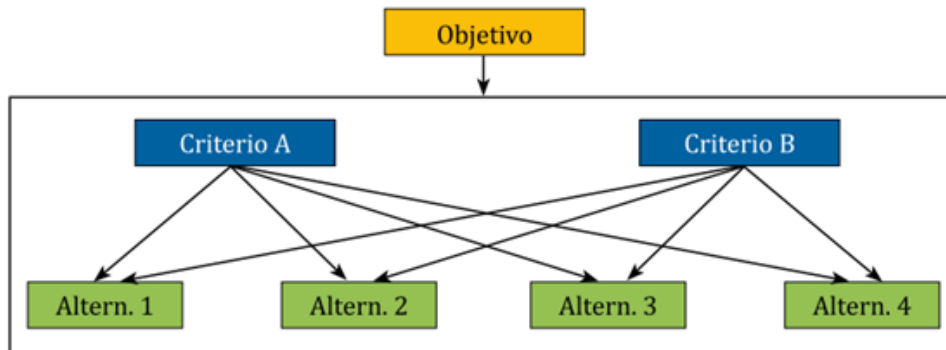 Objetivo
Criterio A
Criterio B
Altern. 1
Altern. 2
Altern. 3
Altern. 4